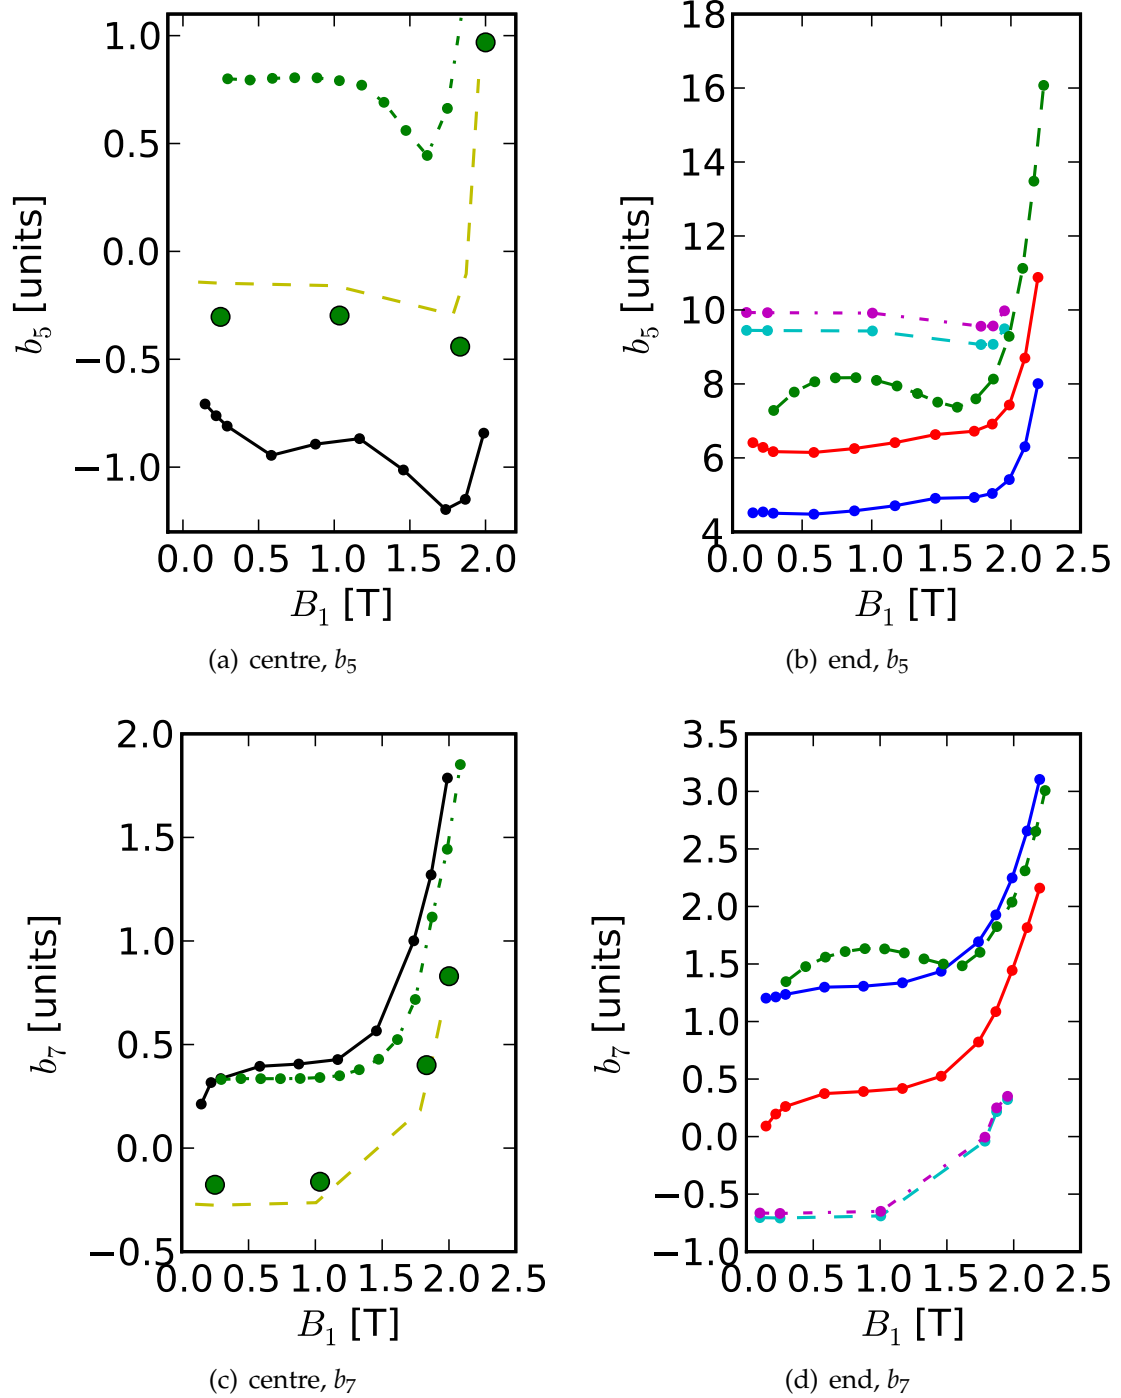 1.0
0.5
0.0
−0.5
−1.0
b5 [units]
0.0 0.5 1.0 1.5 2.0
B1 [T]
(a) centre, b5
18
16
14
12
10
8
6
4
b5 [units]
0.0 0.5 1.0 1.5 2.0 2.5
B1 [T]
(b) end, b5
2.0
1.5
1.0
0.5
0.0
−0.5
b7 [units]
0.0 0.5 1.0 1.5 2.0 2.5
B1 [T]
(c) centre, b7
3.5
3.0
2.5
2.0
1.5
1.0
0.5
0.0
−0.5
−1.0
b7 [units]
0.0 0.5 1.0 1.5 2.0 2.5
B1 [T]
(d) end, b7